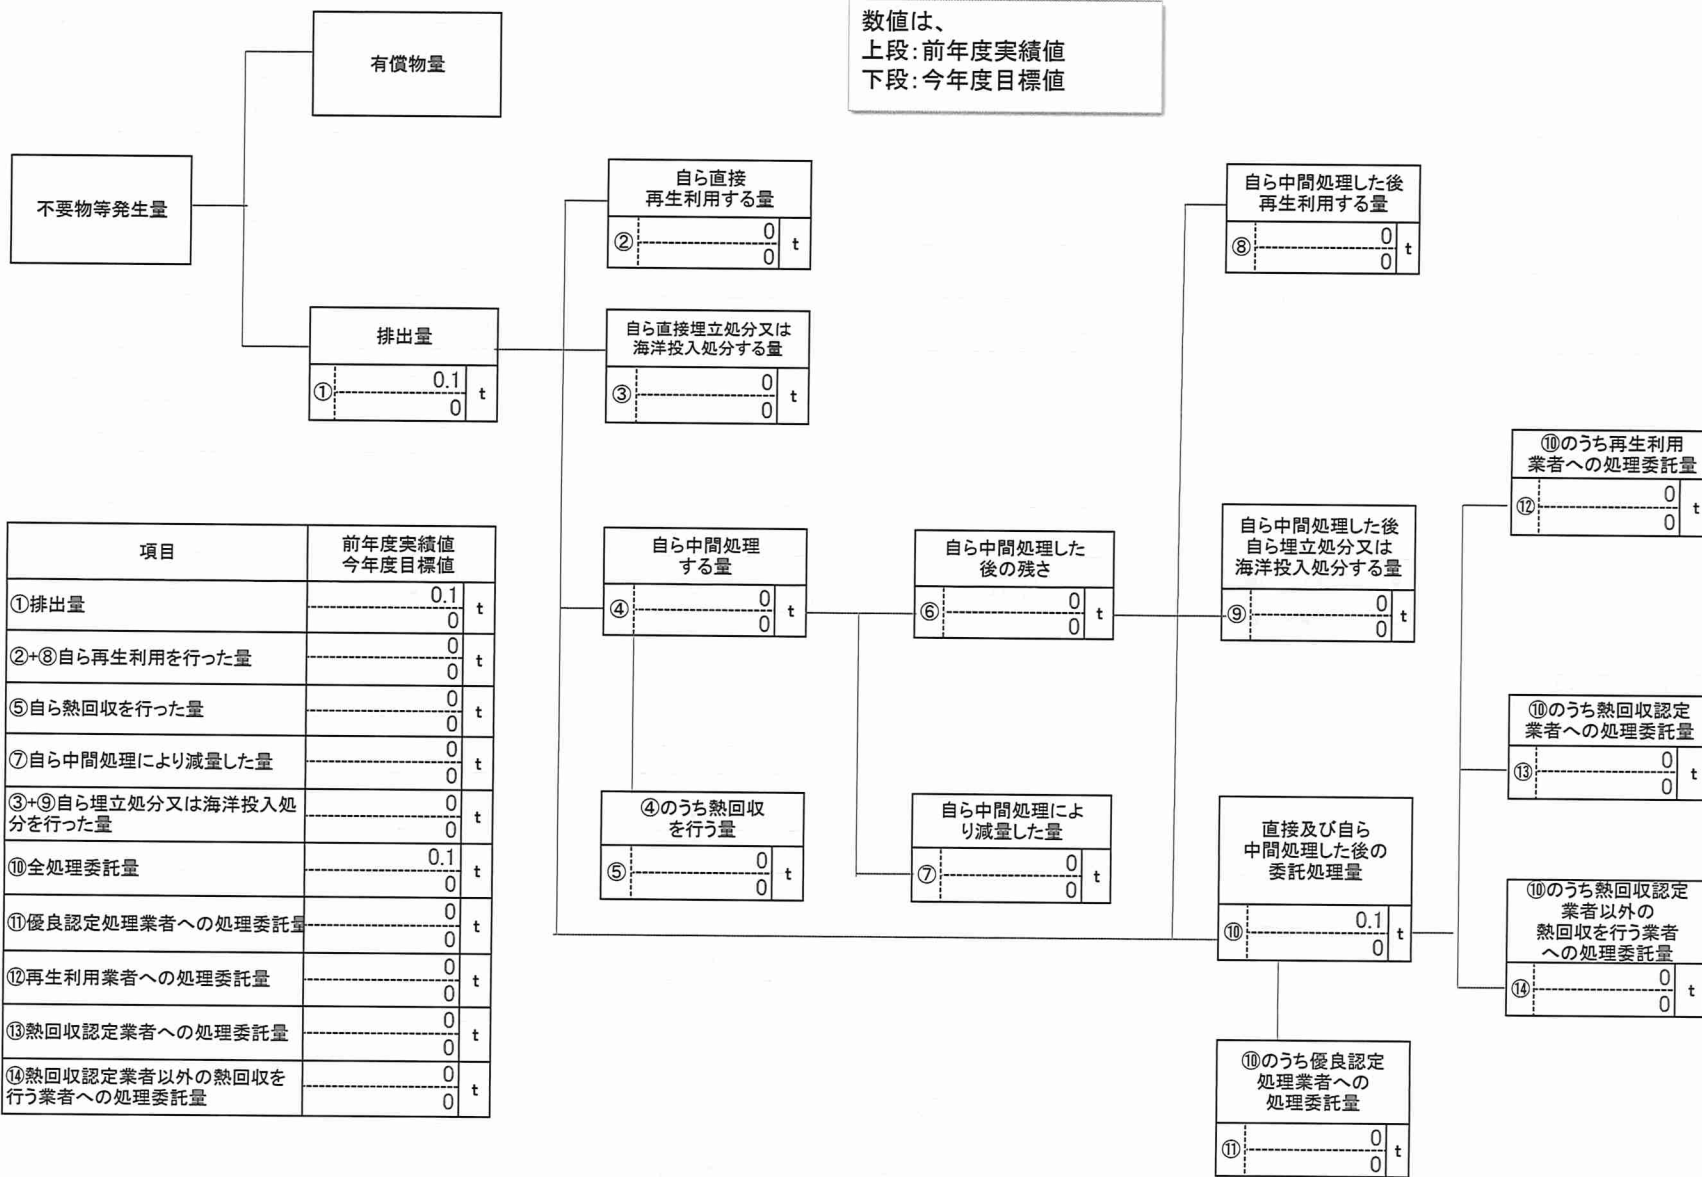 数値は、
上段：前年度実績値
下段：今年度目標値
有償物量
不要物等発生量
排出量
①
0.1
0
t
自ら直接
再生利用する量
②
0
0
t
自ら直接埋立処分又は
海洋投入処分する量
③
0
0
t
自ら中間処理した後
再生利用する量
⑧
0
0
t
自ら中間処理
する量
④
0
0
t
自ら中間処理した
後の残さ
⑥
0
0
t
自ら中間処理した後
自ら埋立処分又は
海洋投入処分する量
⑨
0
0
t
⑩のうち再生利用
業者への処理委託量
⑫
0
0
t
④のうち熱回収
を行う量
⑤
0
0
t
自ら中間処理によ
り減量した量
⑦
0
0
t
直接及び自ら
中間処理した後の
委託処理量
⑩
0.1
0
t
⑩のうち熱回収認定
業者への処理委託量
⑬
0
0
t
⑩のうち熱回収認定
業者以外の
熱回収を行う業者
への処理委託量
⑭
0
0
t
⑩のうち優良認定
処理業者への
処理委託量
⑪
0
0
t
項目
前年度実績値
今年度目標値
①排出量
0.1
0
t
②+⑧自ら再生利用を行った量
0
0
t
⑤自ら熱回収を行った量
0
0
t
⑦自ら中間処理により減量した量
0
0
t
③+⑨自ら埋立処分又は海洋投入処
分を行った量
0
0
t
⑩全処理委託量
0.1
0
t
⑪優良認定処理業者への処理委託量
0
0
t
⑫再生利用業者への処理委託量
0
0
t
⑬熱回収認定業者への処理委託量
0
0
t
⑭熱回収認定業者以外の熱回収を
行う業者への処理委託量
0
0
t